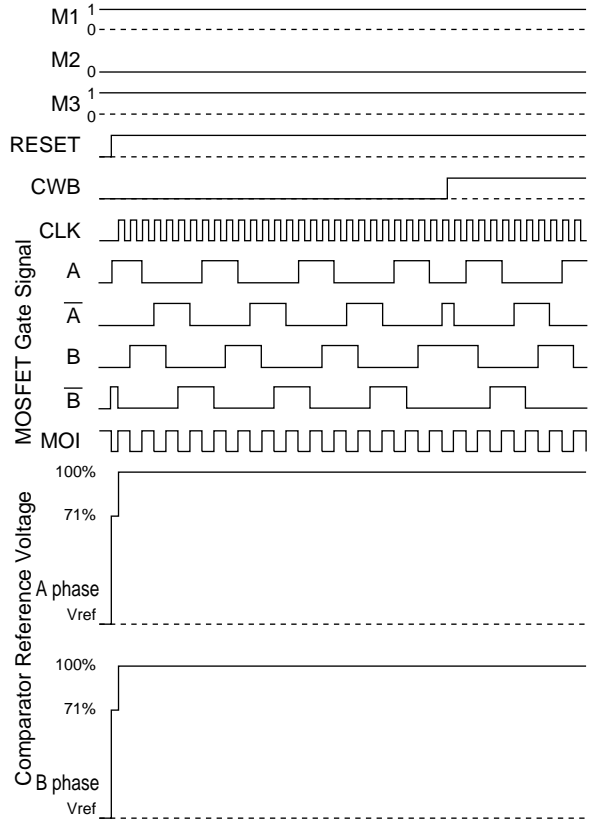 M1 1
0
M2 0
M3 1
0
RESET
CWB
CLK
MOSFET Gate Signal
A
A̅
B
B̅
MOI
Comparator Reference Voltage
100%
71%
A phase
Vref
100%
71%
B phase
Vref